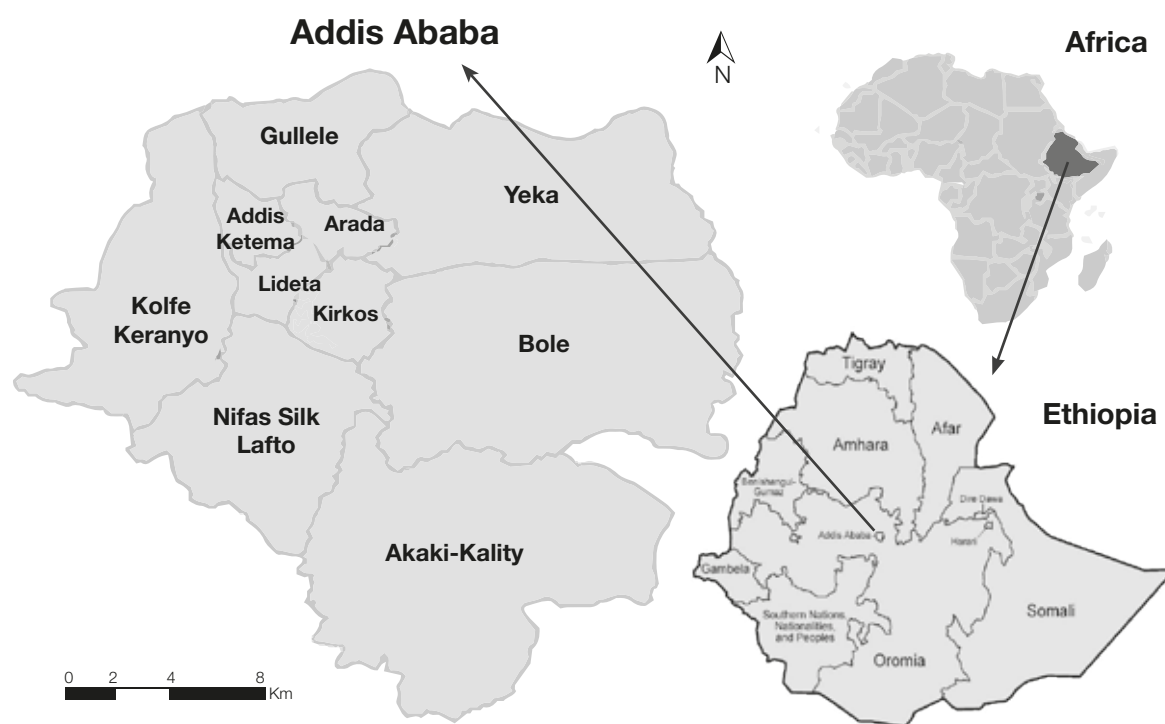 Addis Ababa
N
Africa
Gullele
Yeka
Addis
Ketema
Arada
Lideta
Kirkos
Kolfe
Keranyo
Bole
Nifas Silk
Lafto
Akaki-Kality
0 2 4 8
Km
Ethiopia
Tigray
Afar
Amhara
Benishengul-
Gumaz
Dire Dawa
Addis Ababa
Harari
Gambela
Somali
Southern Nations,
Nationalities,
and Peoples
Oromia